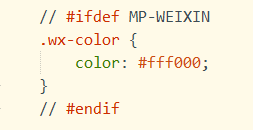 // #ifdef MP-WEIXIN
.wx-color {
    color: #fff000;
}
// #endif